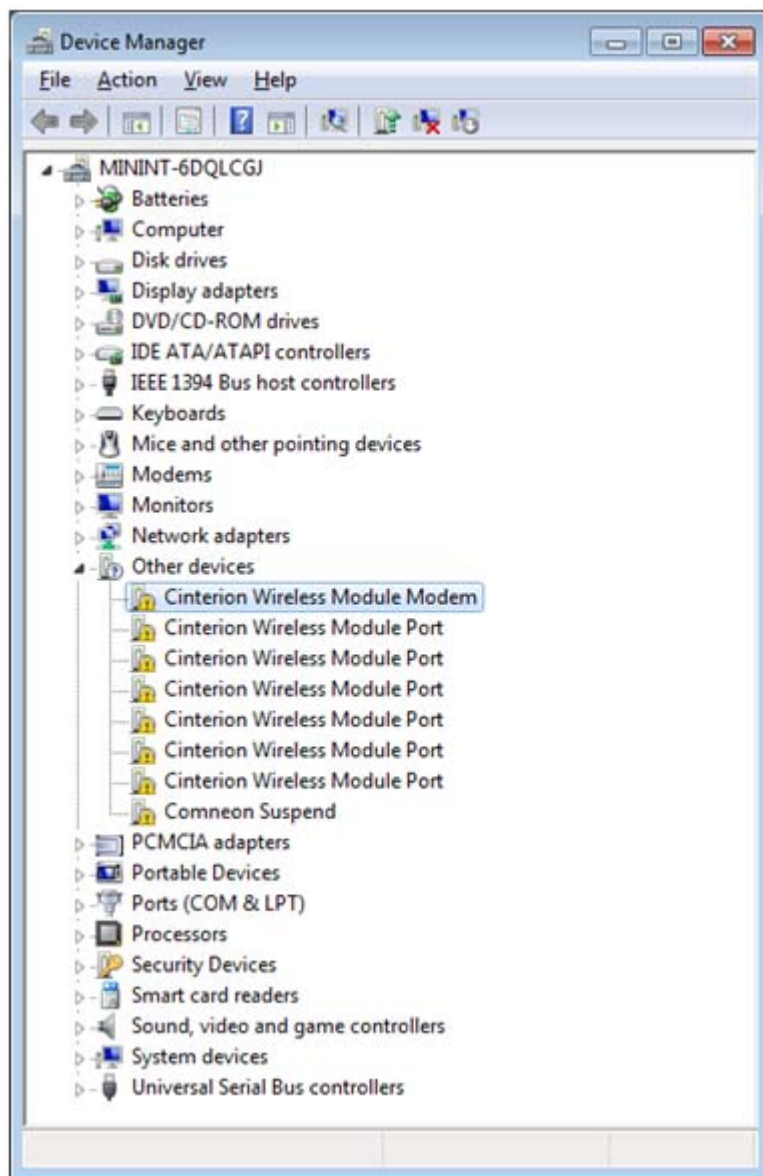 Device Manager
File Action View Help
MININT-6DQLCGJ
Batteries
Computer
Disk drives
Display adapters
DVD/CD-ROM drives
IDE ATA/ATAPI controllers
IEEE 1394 Bus host controllers
Keyboards
Mice and other pointing devices
Modems
Monitors
Network adapters
Other devices
Cinterion Wireless Module Modem
Cinterion Wireless Module Port
Cinterion Wireless Module Port
Cinterion Wireless Module Port
Cinterion Wireless Module Port
Cinterion Wireless Module Port
Cinterion Wireless Module Port
Comneon Suspend
PCMCIA adapters
Portable Devices
Ports (COM & LPT)
Processors
Security Devices
Smart card readers
Sound, video and game controllers
System devices
Universal Serial Bus controllers